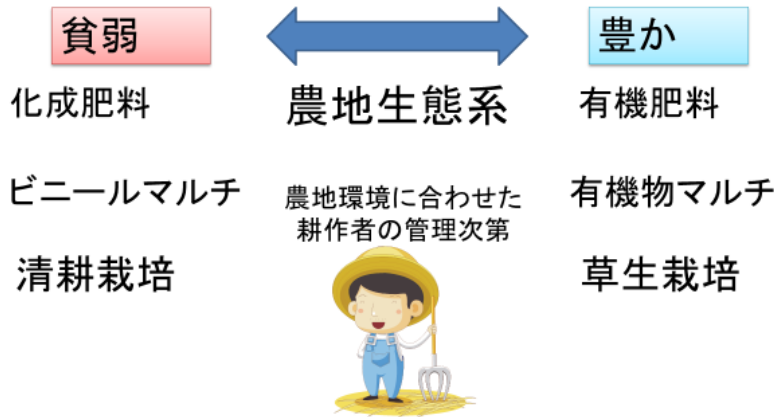 貧弱
豊か
化成肥料
農地生態系
有機肥料
ビニールマルチ
農地環境に合わせた
耕作者の管理次第
有機物マルチ
清耕栽培
草生栽培